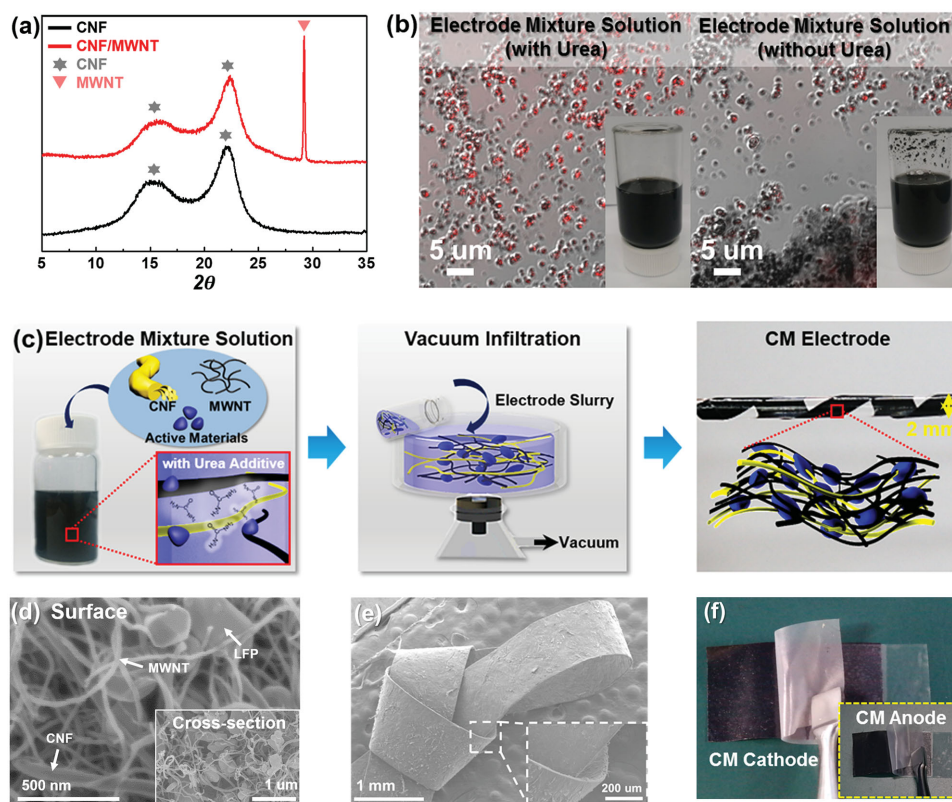 (a)
CNF
CNF/MWNT
CNF
MWNT
5 10 15 20 25 30 35
2θ
(b)
Electrode Mixture Solution
(with Urea)
5 um
Electrode Mixture Solution
(without Urea)
5 um
(c) Electrode Mixture Solution
CNF
MWNT
Active Materials
with Urea Additive
Vacuum Infiltration
Electrode Slurry
Vacuum
CM Electrode
2 mm
(d) Surface
LFP
MWNT
CNF
500 nm
Cross-section
1 um
(e)
1 mm
200 um
(f)
CM Cathode
CM Anode